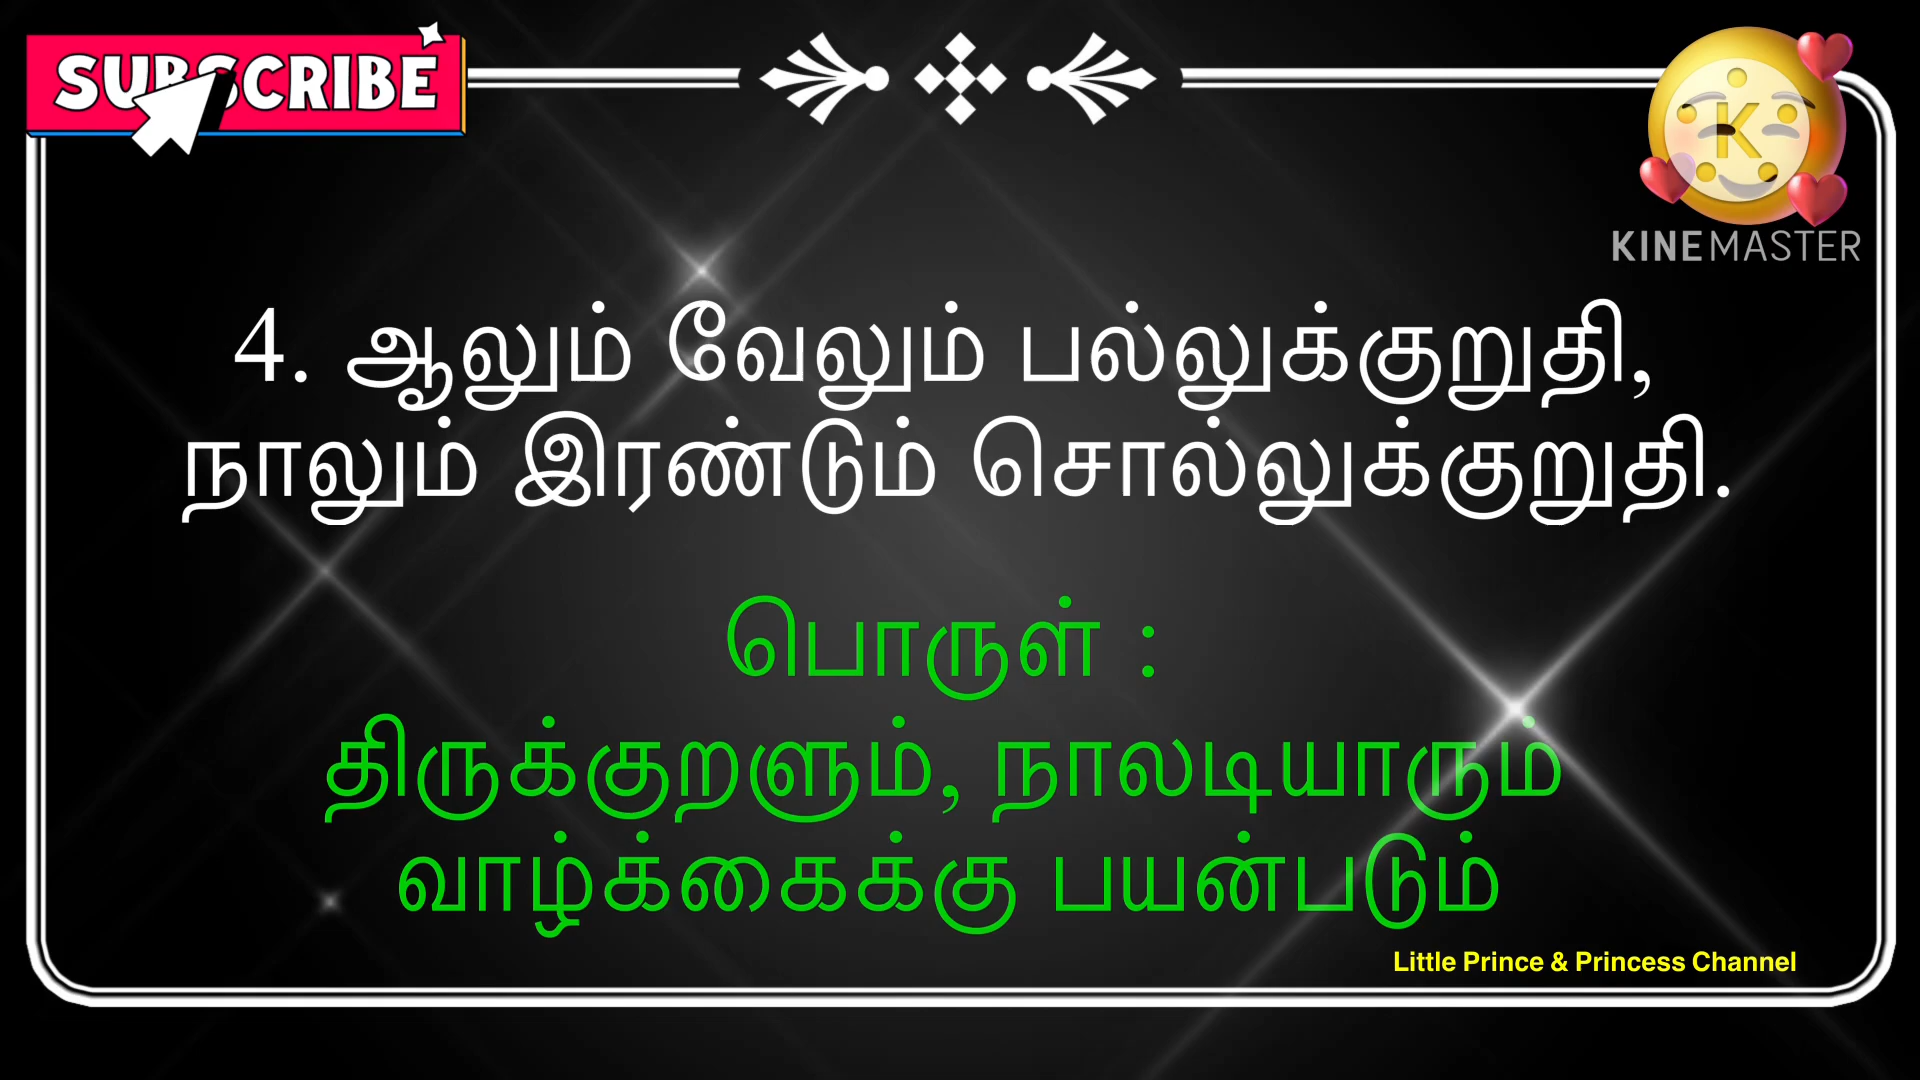 SUBSCRIBE
K
KINEMASTER
4. ஆலும் வேலும் பல்லுக்குறுதி,
நாலும் இரண்டும் சொல்லுக்குறுதி.
பொருள் :
திருக்குறளும், நாலடியாரும்
வாழ்க்கைக்கு பயன்படும்
Little Prince & Princess Channel